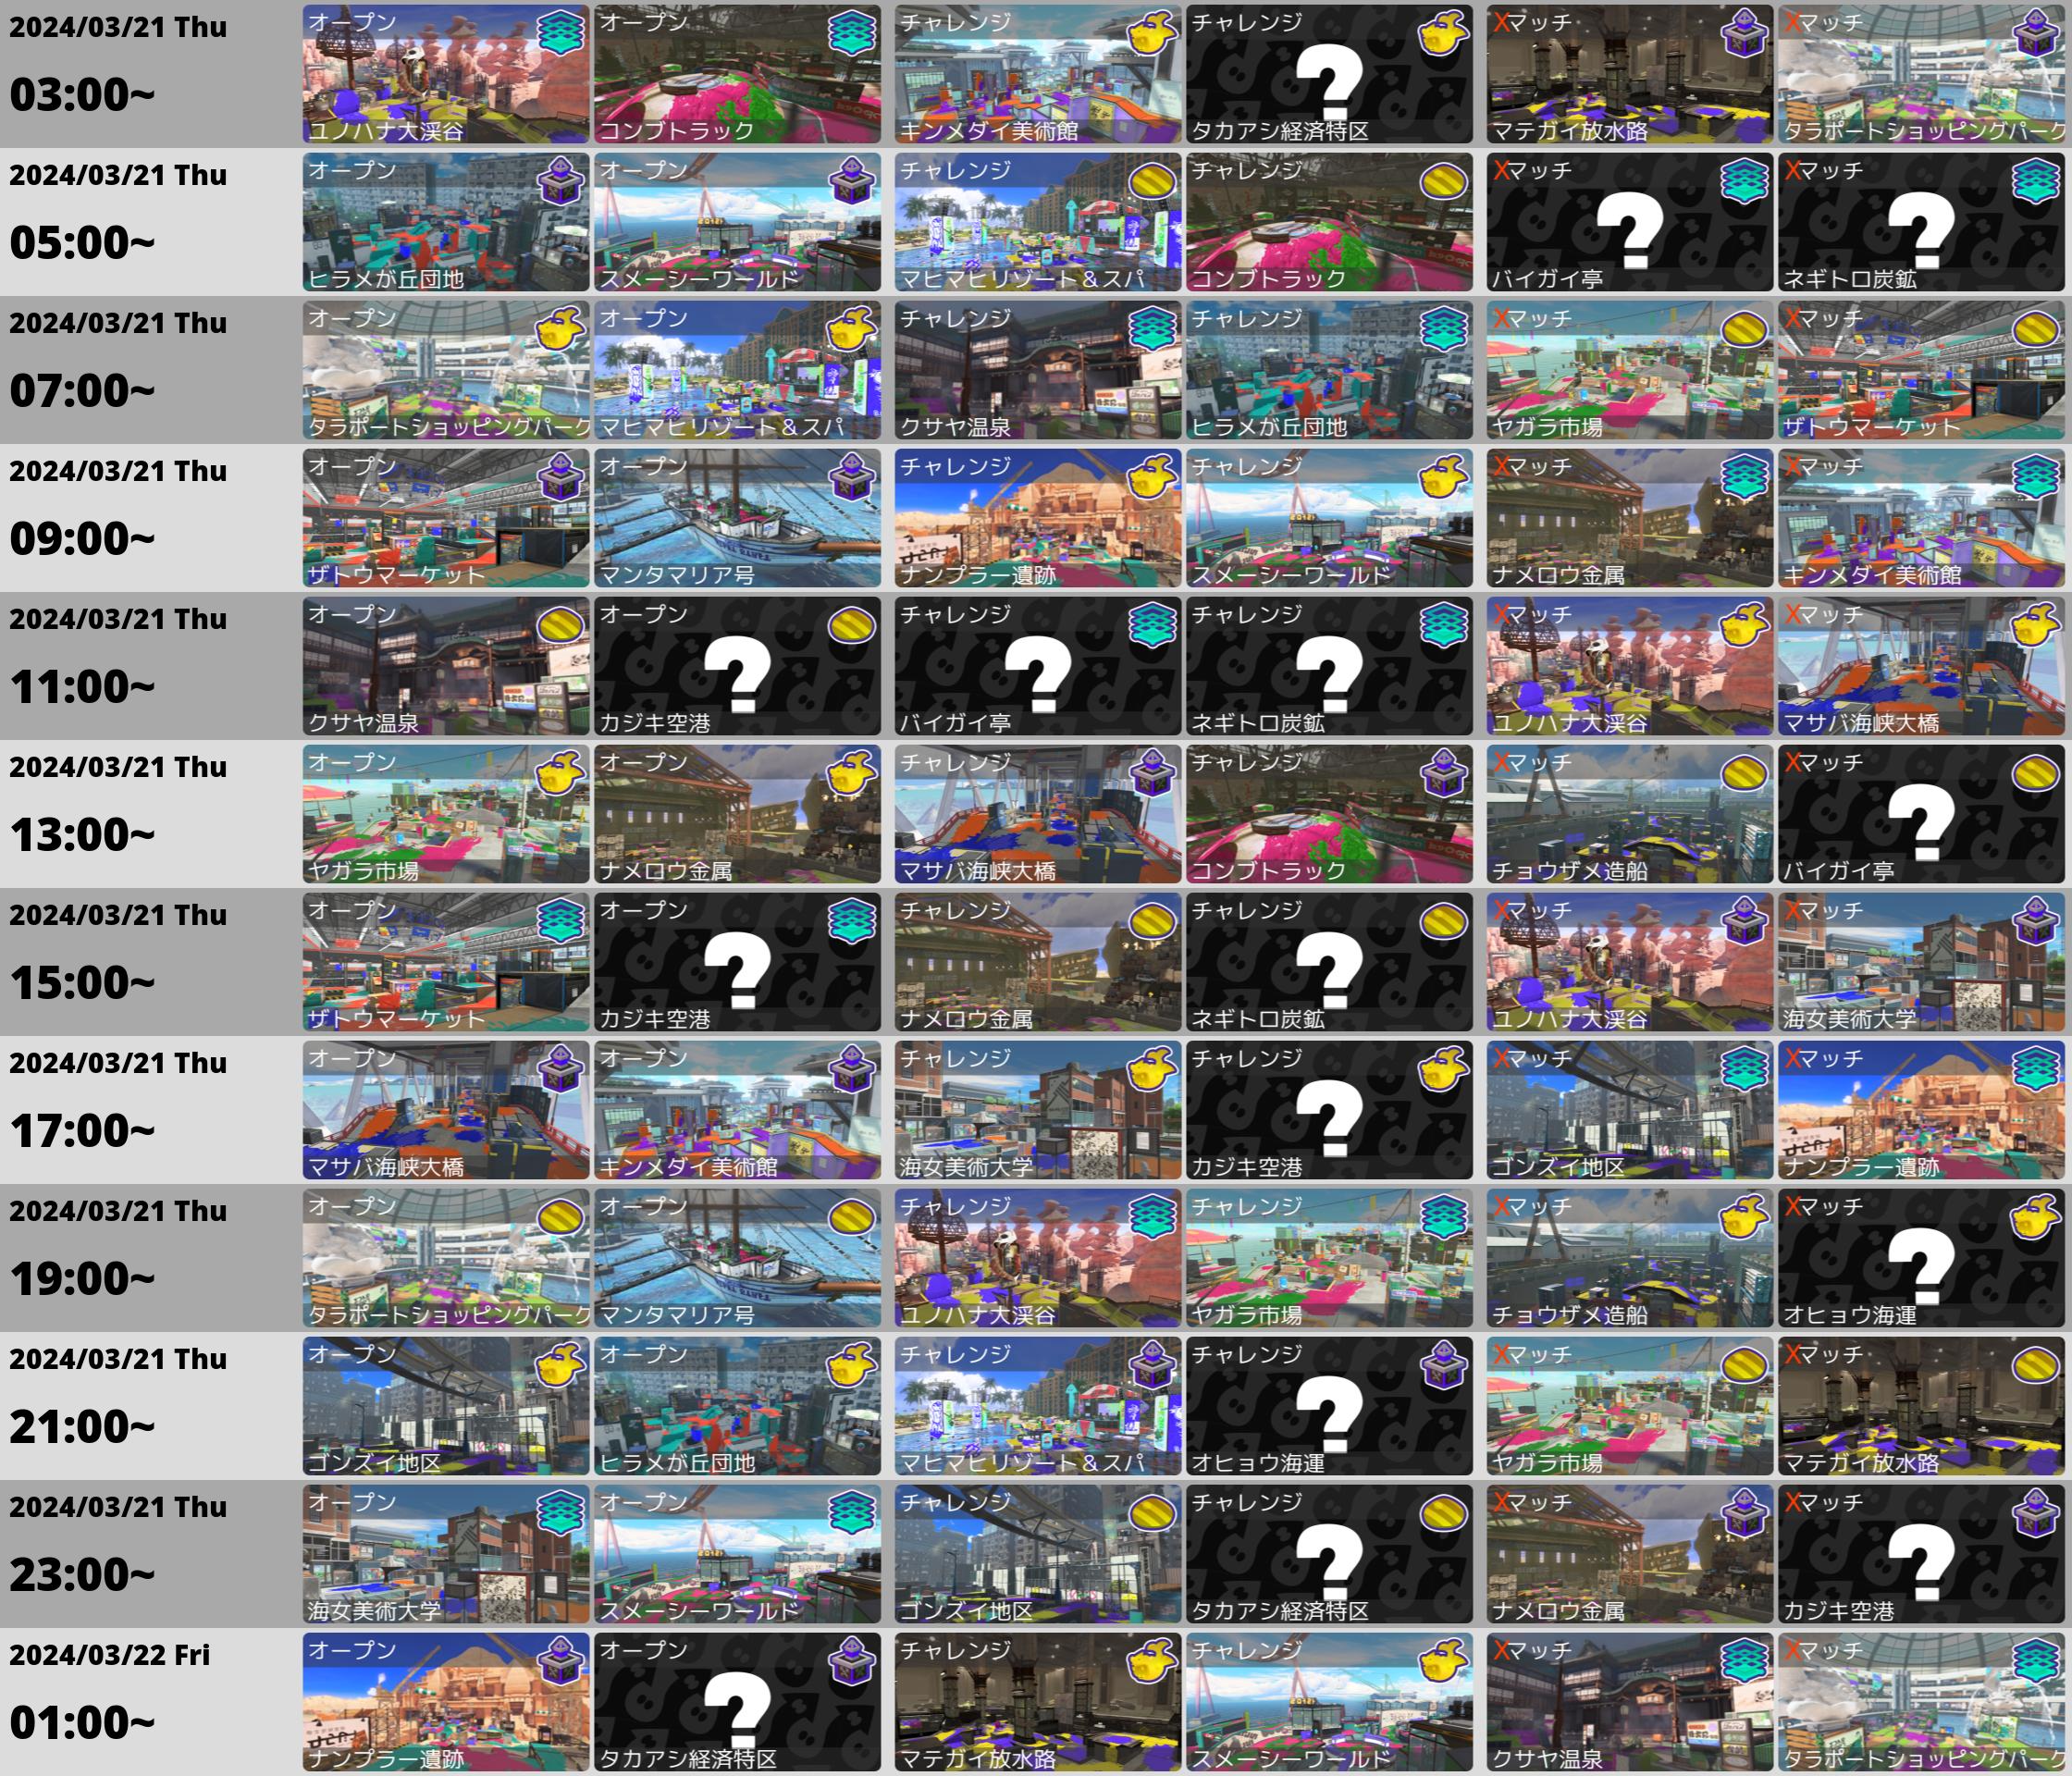 2024/03/21 Thu
03:00~
オープン
ユノハナ大渓谷
オープン
コンブトラック
チャレンジ
キンメダイ美術館
チャレンジ
タカアシ経済特区
Xマッチ
マテガイ放水路
Xマッチ
タラポートショッピングパーク
2024/03/21 Thu
05:00~
オープン
ヒラメが丘団地
オープン
スメーシーワールド
チャレンジ
マヒマヒリゾート&スパ
チャレンジ
コンブトラック
Xマッチ
バイガイ亭
Xマッチ
ネギトロ炭鉱
2024/03/21 Thu
07:00~
オープン
タラポートショッピングパーク
オープン
マヒマヒリゾート&スパ
チャレンジ
クサヤ温泉
チャレンジ
ヒラメが丘団地
Xマッチ
ヤガラ市場
Xマッチ
ザトウマーケット
2024/03/21 Thu
09:00~
オープン
ザトウマーケット
オープン
マンタマリア号
チャレンジ
ナンプラー遺跡
チャレンジ
スメーシーワールド
Xマッチ
ナメロウ金属
Xマッチ
キンメダイ美術館
2024/03/21 Thu
11:00~
オープン
クサヤ温泉
オープン
カジキ空港
チャレンジ
バイガイ亭
チャレンジ
ネギトロ炭鉱
Xマッチ
ユノハナ大渓谷
Xマッチ
マサバ海峡大橋
2024/03/21 Thu
13:00~
オープン
ヤガラ市場
オープン
ナメロウ金属
チャレンジ
マサバ海峡大橋
チャレンジ
コンブトラック
Xマッチ
チョウザメ造船
Xマッチ
バイガイ亭
2024/03/21 Thu
15:00~
オープン
ザトウマーケット
オープン
カジキ空港
チャレンジ
ナメロウ金属
チャレンジ
ネギトロ炭鉱
Xマッチ
ユノハナ大渓谷
Xマッチ
海女美術大学
2024/03/21 Thu
17:00~
オープン
マサバ海峡大橋
オープン
キンメダイ美術館
チャレンジ
海女美術大学
チャレンジ
カジキ空港
Xマッチ
ゴンズイ地区
Xマッチ
ナンプラー遺跡
2024/03/21 Thu
19:00~
オープン
タラポートショッピングパーク
オープン
マンタマリア号
チャレンジ
ユノハナ大渓谷
チャレンジ
ヤガラ市場
Xマッチ
チョウザメ造船
Xマッチ
オヒョウ海運
2024/03/21 Thu
21:00~
オープン
ゴンズイ地区
オープン
ヒラメが丘団地
チャレンジ
マヒマヒリゾート&スパ
チャレンジ
オヒョウ海運
Xマッチ
ヤガラ市場
Xマッチ
マテガイ放水路
2024/03/21 Thu
23:00~
オープン
海女美術大学
オープン
スメーシーワールド
チャレンジ
ゴンズイ地区
チャレンジ
タカアシ経済特区
Xマッチ
ナメロウ金属
Xマッチ
カジキ空港
2024/03/22 Fri
01:00~
オープン
ナンプラー遺跡
オープン
タカアシ経済特区
チャレンジ
マテガイ放水路
チャレンジ
スメーシーワールド
Xマッチ
クサヤ温泉
Xマッチ
タラポートショッピングパーク